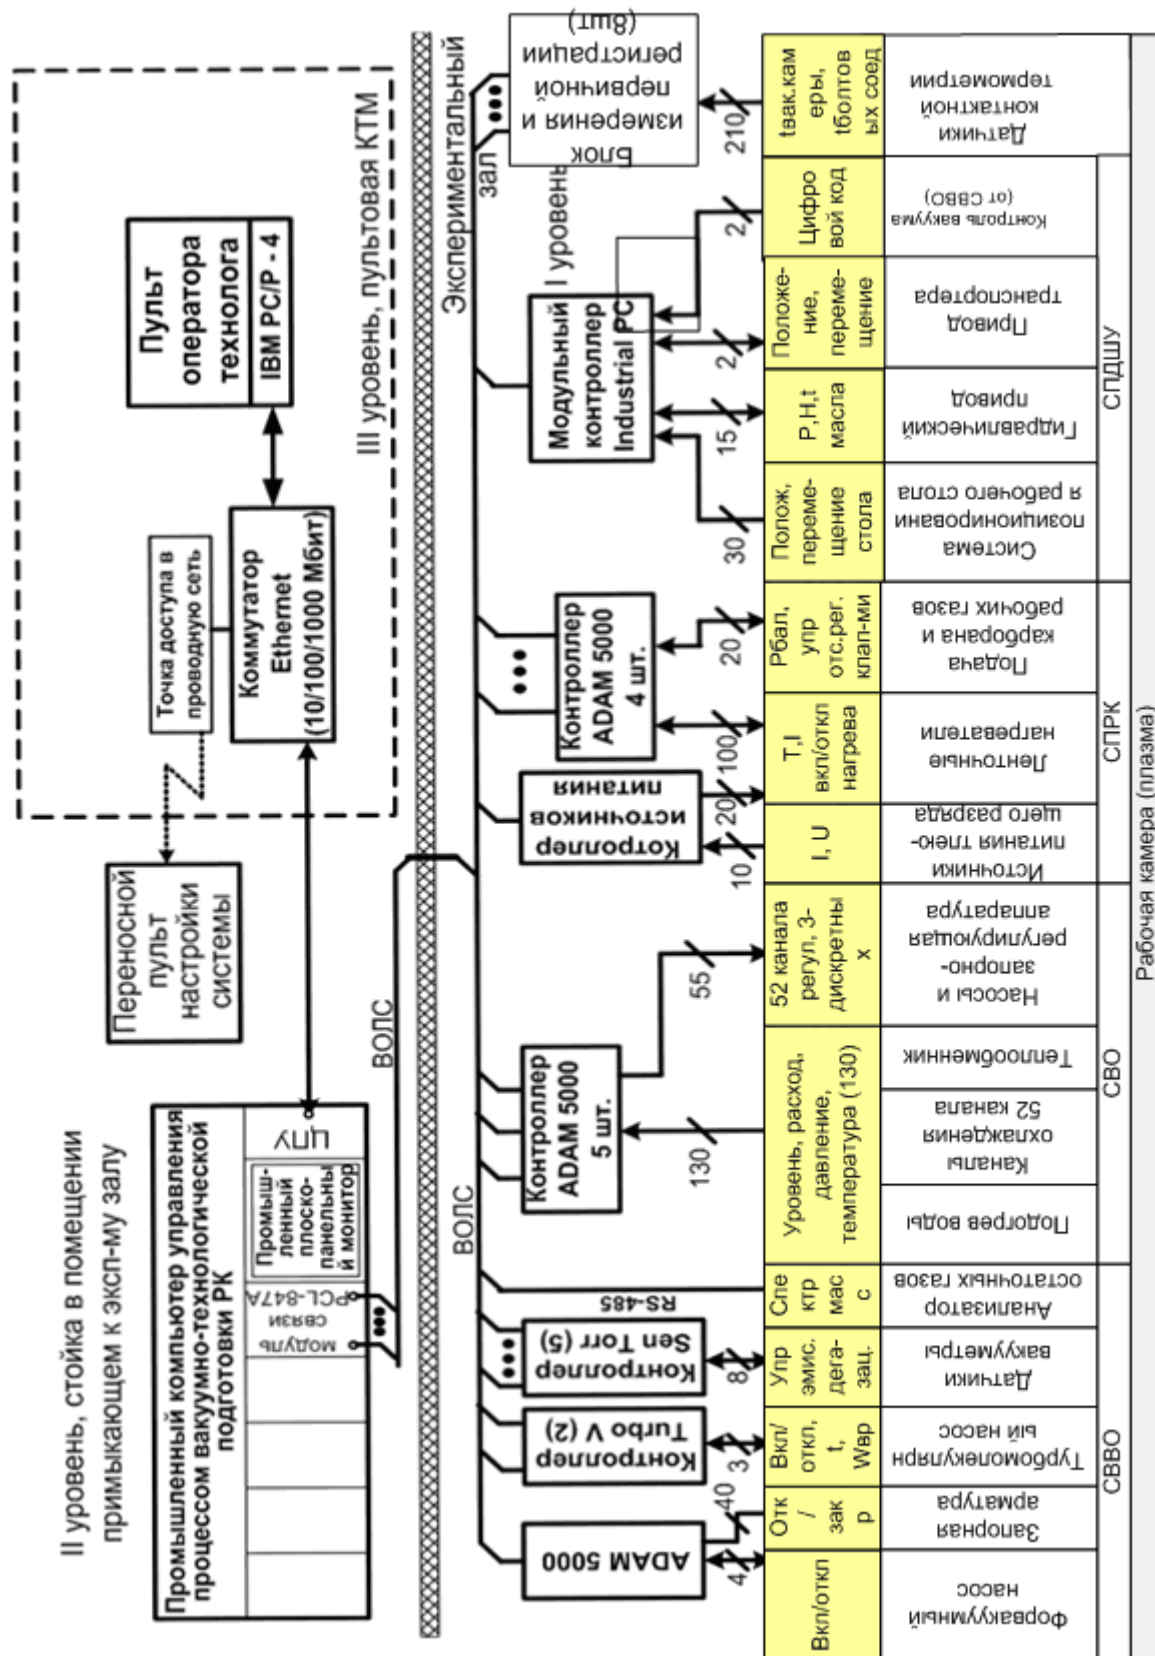 II уровень, стойка в помещении
примыкающем к эксп-му залу
Промышленный компьютер управления
процессом вакуумно-технологической
подготовки РК
модуль
связи
PCL-847A
Промыш-
ленный
плоско-
панельны
й монитор
ЦПУ
Переносной
пульт
настройки
системы
Точка доступа в
проводную сеть
Коммутатор
Ethernet
(10/100/1000 Мбит)
Пульт
оператора
технолога
IBM PC/P - 4
III уровень, пультовая КТМ
ВОЛС
ВОЛС
Экспериментальный
зал
I уровень
ADAM 5000
Контроллер
Turbo V (2)
Контроллер
Sen Torr (5)
RS-485
Контроллер
ADAM 5000
5 шт.
Котроллер
источников
питания
Контроллер
ADAM 5000
4 шт.
Модульный
контроллер
Industrial PC
Блок
измерения и
первичной
регистрации
(8шт)
4
40
3
8
130
55
10
20
100
20
30
15
2
2
210
Вкл/откл
Отк
/
зак
р
Вкл/
откл,
t,
Wвр
Упр
эмис.
дега-
зац.
Спе
ктр
мас
с
Уровень, расход,
давление,
температура (130)
52 канала
регул, 3-
дискретны
х
I, U
T,I
вкл/откл
нагрева
Рбал,
упр
отс.рег.
клап-ми
Полож,
переме-
щение
стола
P,H,t
масла
Положе-
ние,
переме-
щение
Цифро
вой код
tвак.кам
еры,
tболтов
ых соед
Форвакуумный
насос
Запорная
арматура
Турбомолекулярн
ый насос
Датчики
вакууметры
Анализатор
остаточных газов
Подогрев воды
Каналы
охлаждения
52 канала
Теплообменник
Насосы и
запорно-
регулирующая
аппаратура
Источники
питания тлею-
щего разряда
Ленточные
нагреватели
Подача
карборана и
рабочих газов
Система
позиционировани
я рабочего стола
Гидравлический
привод
Привод
транспортера
Контроль вакуума
(от СВВО)
Датчики
контактной
термометрии
СВВО
СВО
СПРК
СПДШУ
Рабочая камера (плазма)